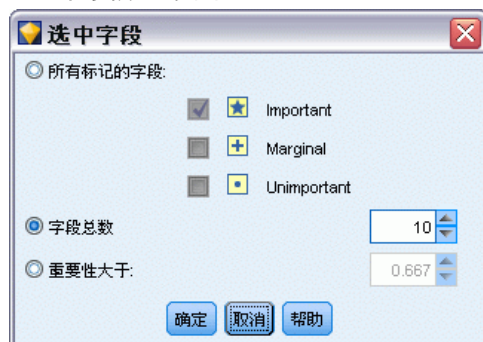 选中字段
所有标记的字段:
Important
Marginal
Unimportant
字段总数 10
重要性大于: 0.667
确定 取消 帮助